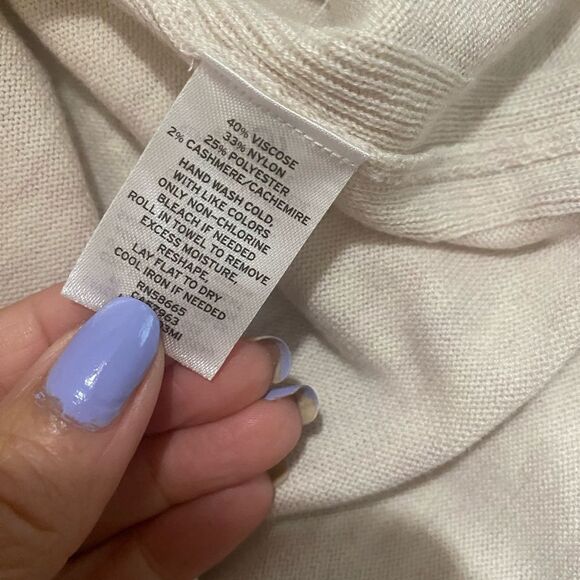 40% VISCOSE
33% NYLON
25% POLYESTER
2% CASHMERE/CACHEMIRE
HAND WASH COLD,
WITH LIKE COLORS
ONLY NON-CHLORINE
BLEACH IF NEEDED
ROLL IN TOWEL TO REMOVE
EXCESS MOISTURE,
RESHAPE,
LAY FLAT TO DRY
COOL IRON IF NEEDED
RN58665